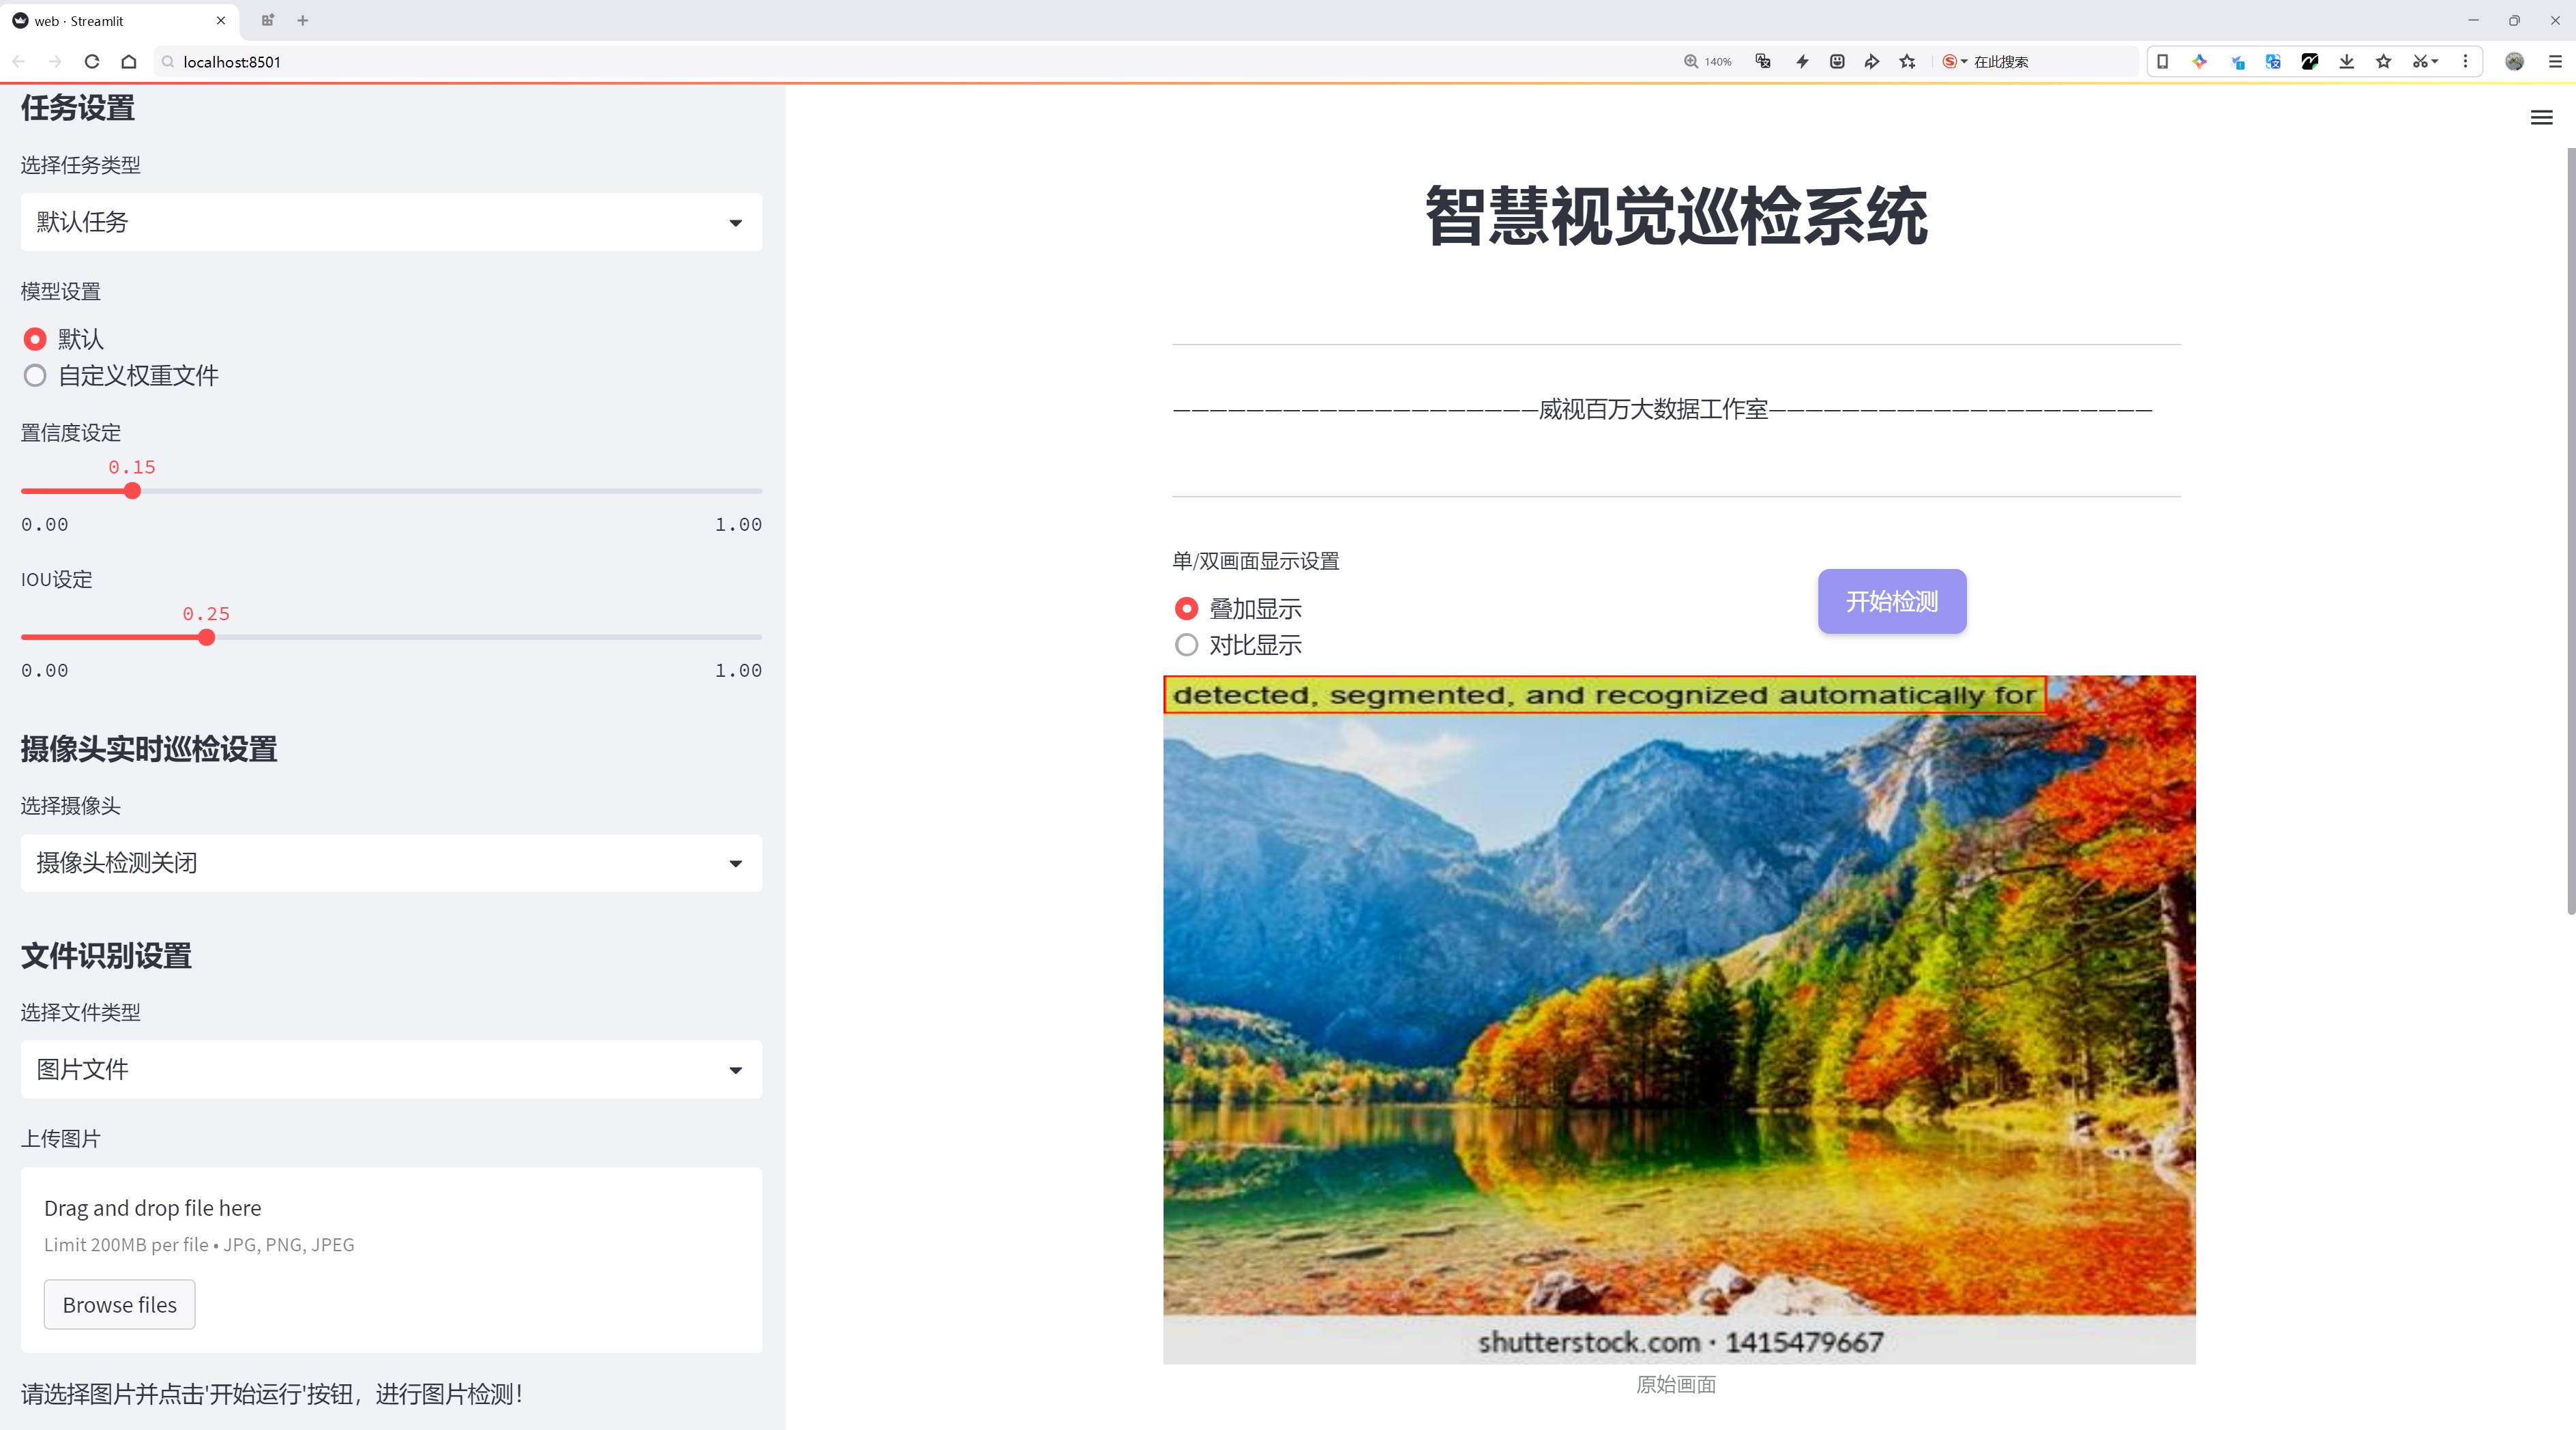 web · Streamlit
localhost:8501
140%
在此搜索
任务设置
选择任务类型
默认任务
模型设置
默认
自定义权重文件
置信度设定
0.15
0.00 1.00
IOU设定
0.25
0.00 1.00
摄像头实时巡检设置
选择摄像头
摄像头检测关闭
文件识别设置
选择文件类型
图片文件
上传图片
Drag and drop file here
Limit 200MB per file • JPG, PNG, JPEG
Browse files
请选择图片并点击'开始运行'按钮，进行图片检测！
智慧视觉巡检系统
————————————————————威视百万大数据工作室—————————————————————
单/双画面显示设置
叠加显示
对比显示
开始检测
detected, segmented, and recognized automatically for
shutterstock.com · 1415479667
原始画面